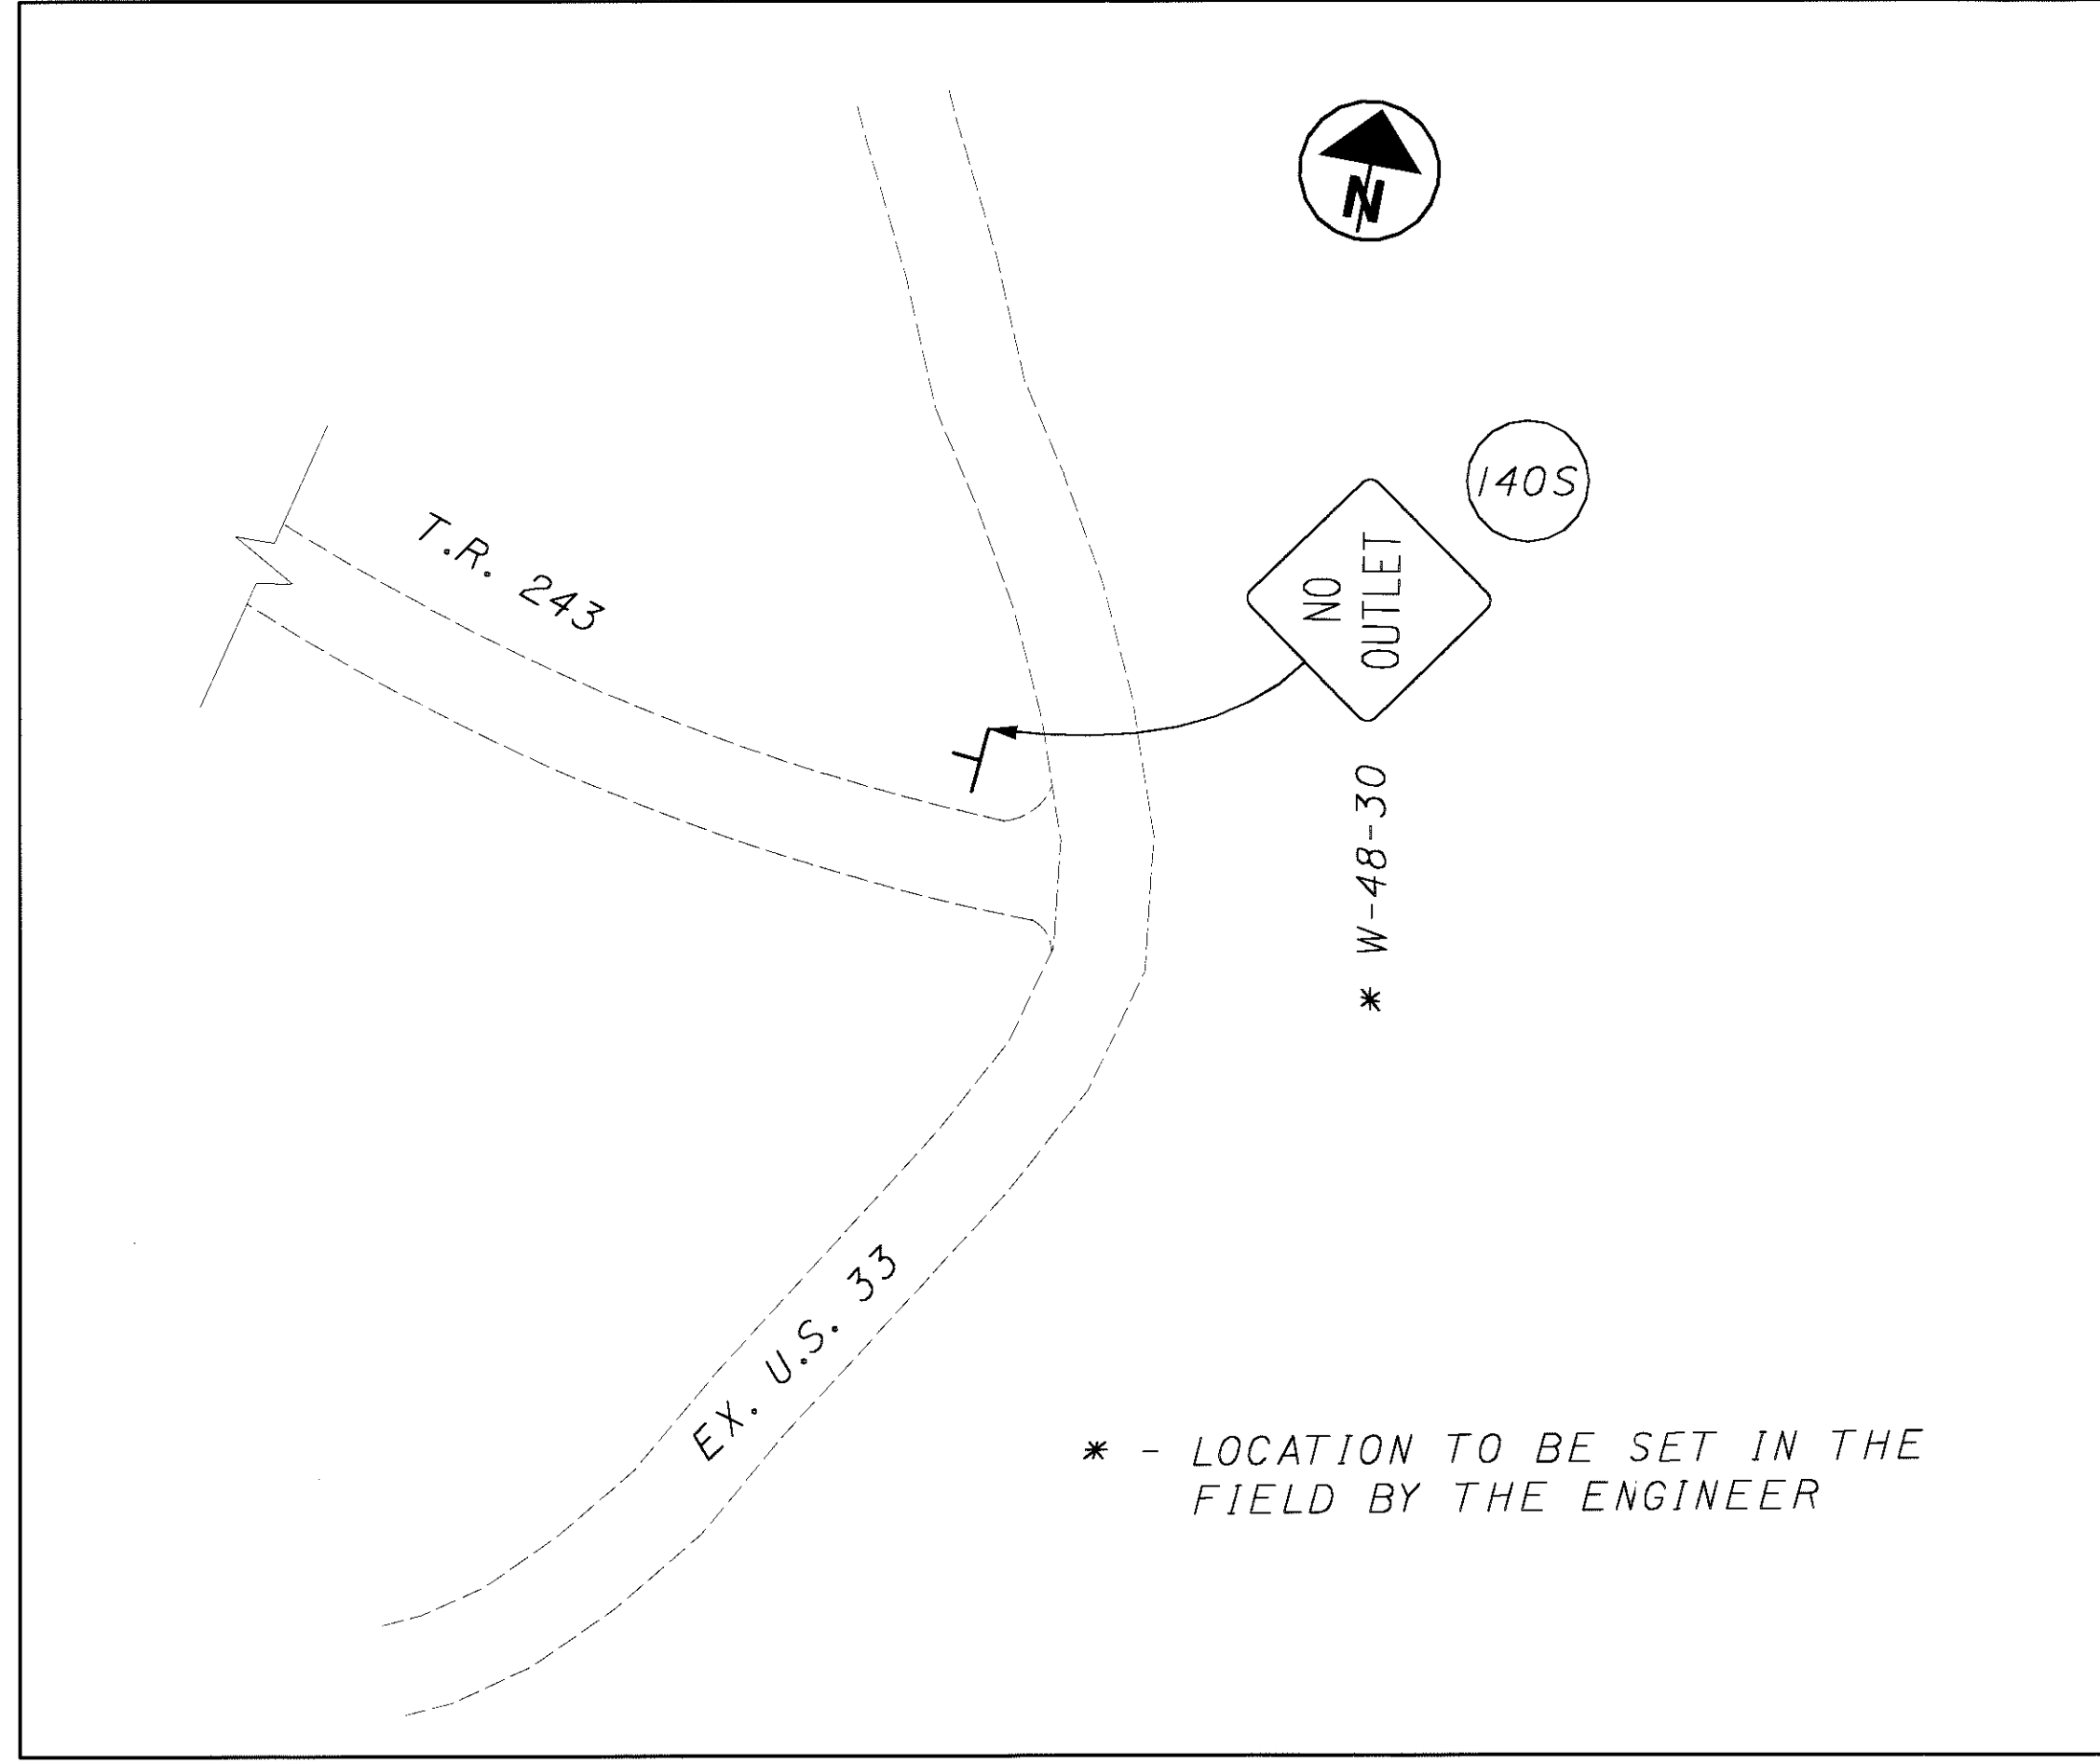 N
140S
NO
OUTLET
T.R. 243
* W-48-30
EX. U.S. 33
* - LOCATION TO BE SET IN THE
FIELD BY THE ENGINEER